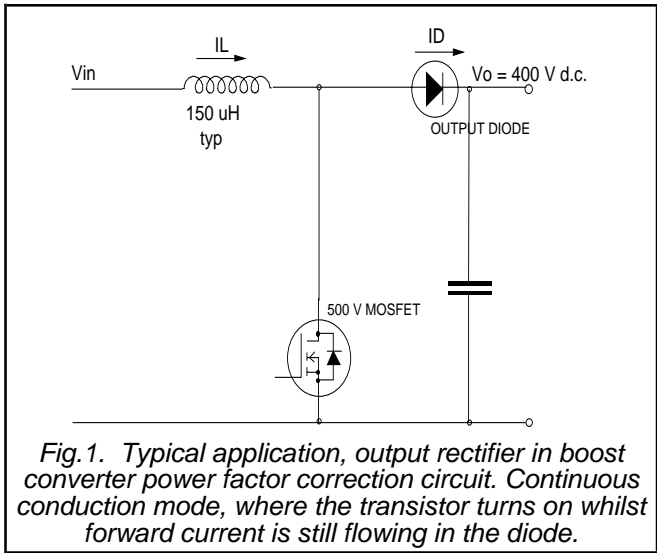 IL
ID
Vin
Vo = 400 V d.c.
150 uH
typ
OUTPUT DIODE
500 V MOSFET
Fig.1. Typical application, output rectifier in boost
converter power factor correction circuit. Continuous
conduction mode, where the transistor turns on whilst
forward current is still flowing in the diode.